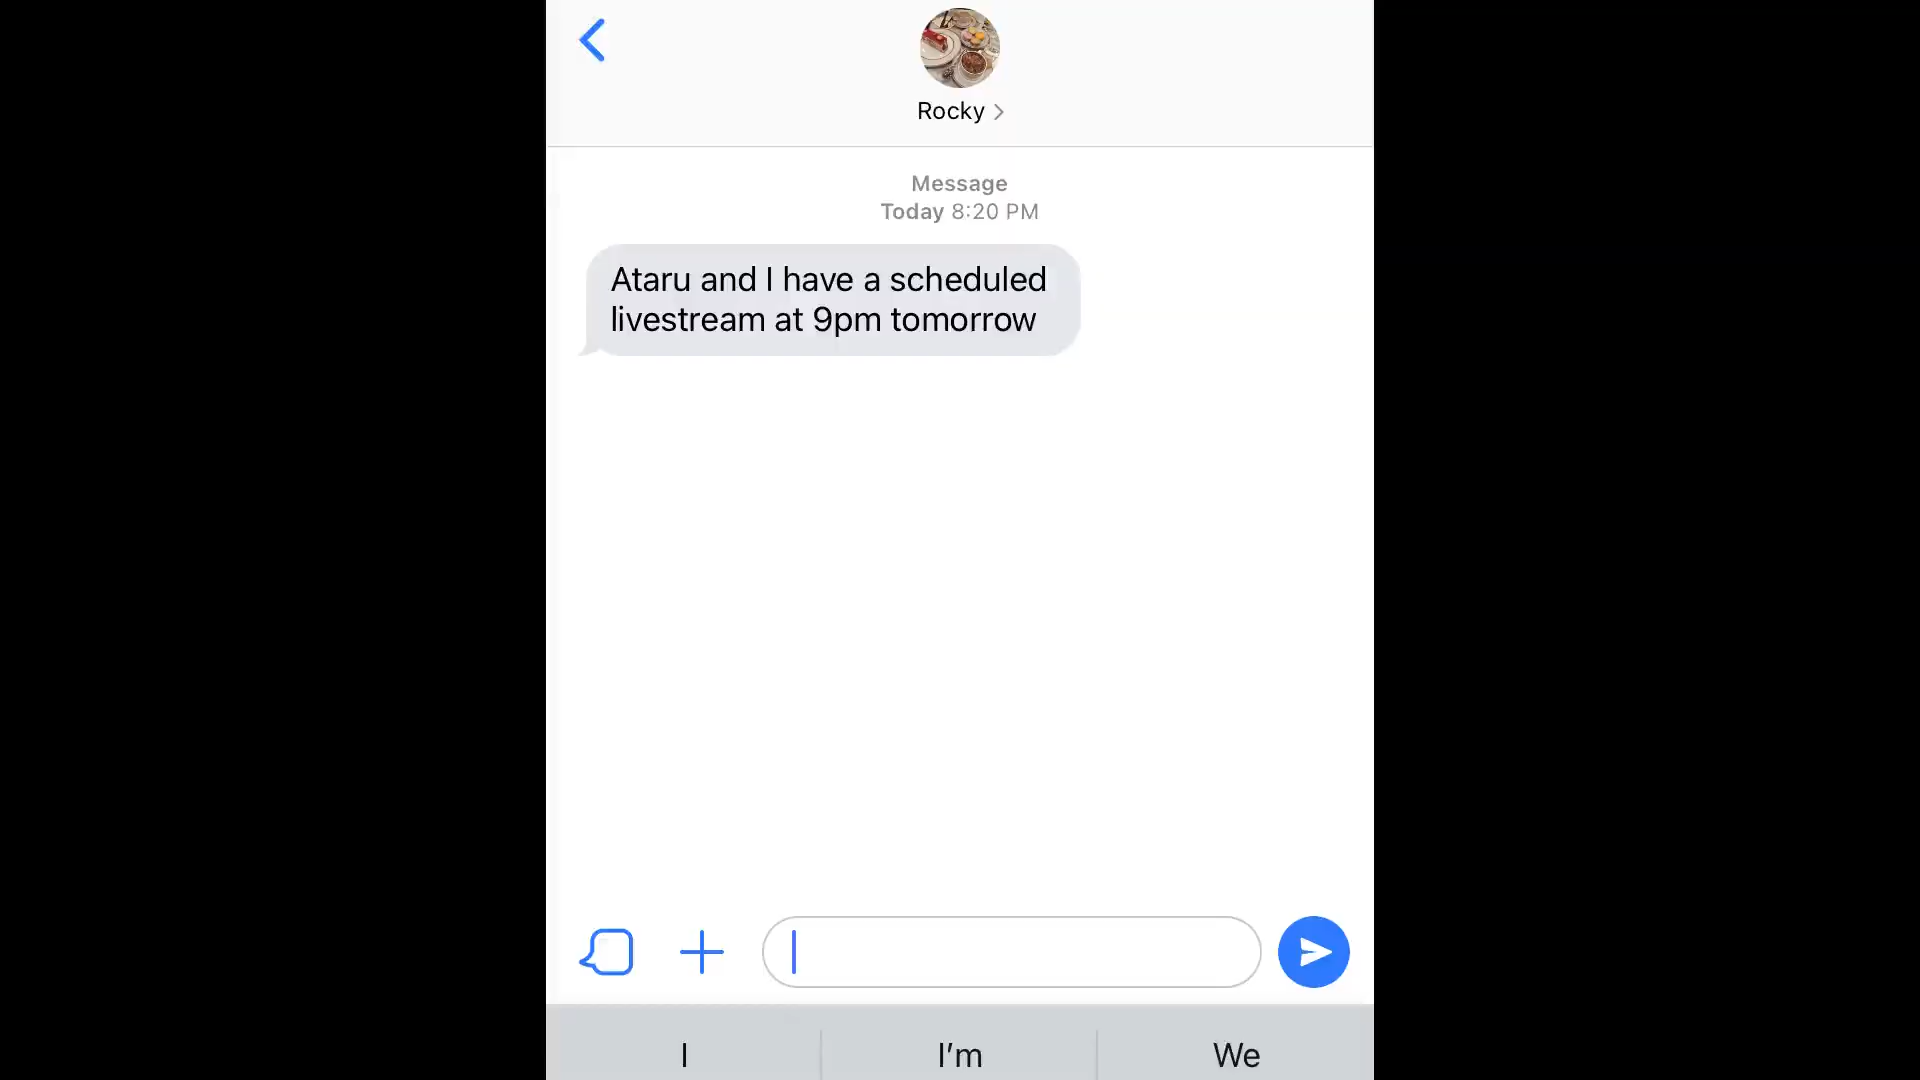 Rocky
Message
Today 8:20 PM
Ataru and I have a scheduled
livestream at 9pm tomorrow
I
I’m
We